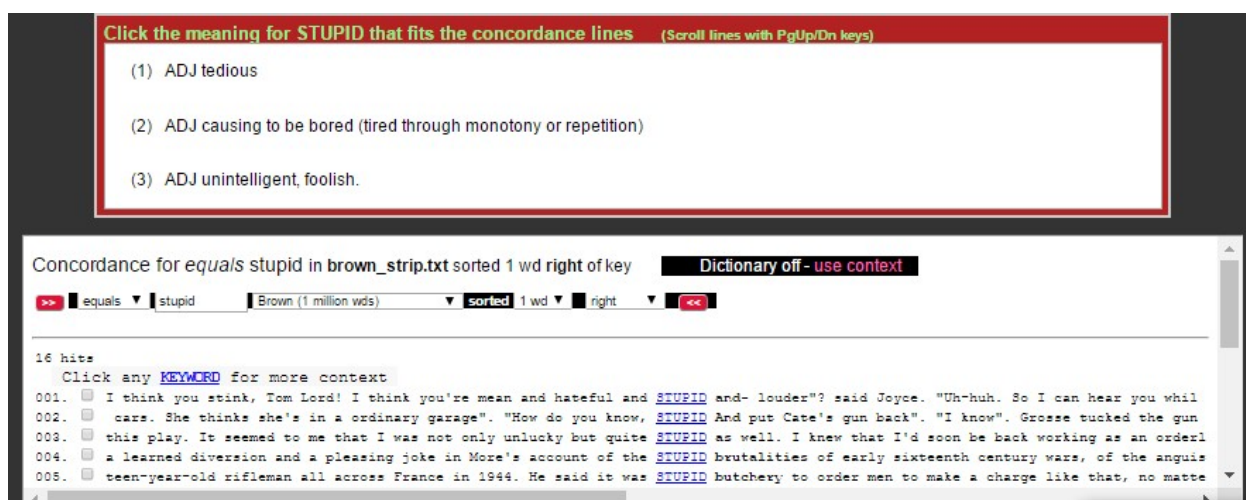 Click the meaning for STUPID that fits the concordance lines (Scroll lines with PgUp/Dn keys)
(1) ADJ tedious
(2) ADJ causing to be bored (tired through monotony or repetition)
(3) ADJ unintelligent, foolish.
Concordance for equals stupid in brown_strip.txt sorted 1 wd right of key Dictionary off - use context
>> equals ▼ stupid Brown (1 million wds) ▼ sorted 1 wd ▼ right ▼ <<
16 hits
Click any KEYWORD for more context
001. I think you stink, Tom Lord! I think you're mean and hateful and STUPID and- louder"? said Joyce. "Uh-huh. So I can hear you whil
002. cars. She thinks she's in a ordinary garage". "How do you know, STUPID And put Cate's gun back". "I know". Grosse tucked the gun
003. this play. It seemed to me that I was not only unlucky but quite STUPID as well. I knew that I'd soon be back working as an orderl
004. a learned diversion and a pleasing joke in More's account of the STUPID brutalities of early sixteenth century wars, of the anguis
005. teen-year-old rifleman all across France in 1944. He said it was STUPID butchery to order men to make a charge like that, no matte